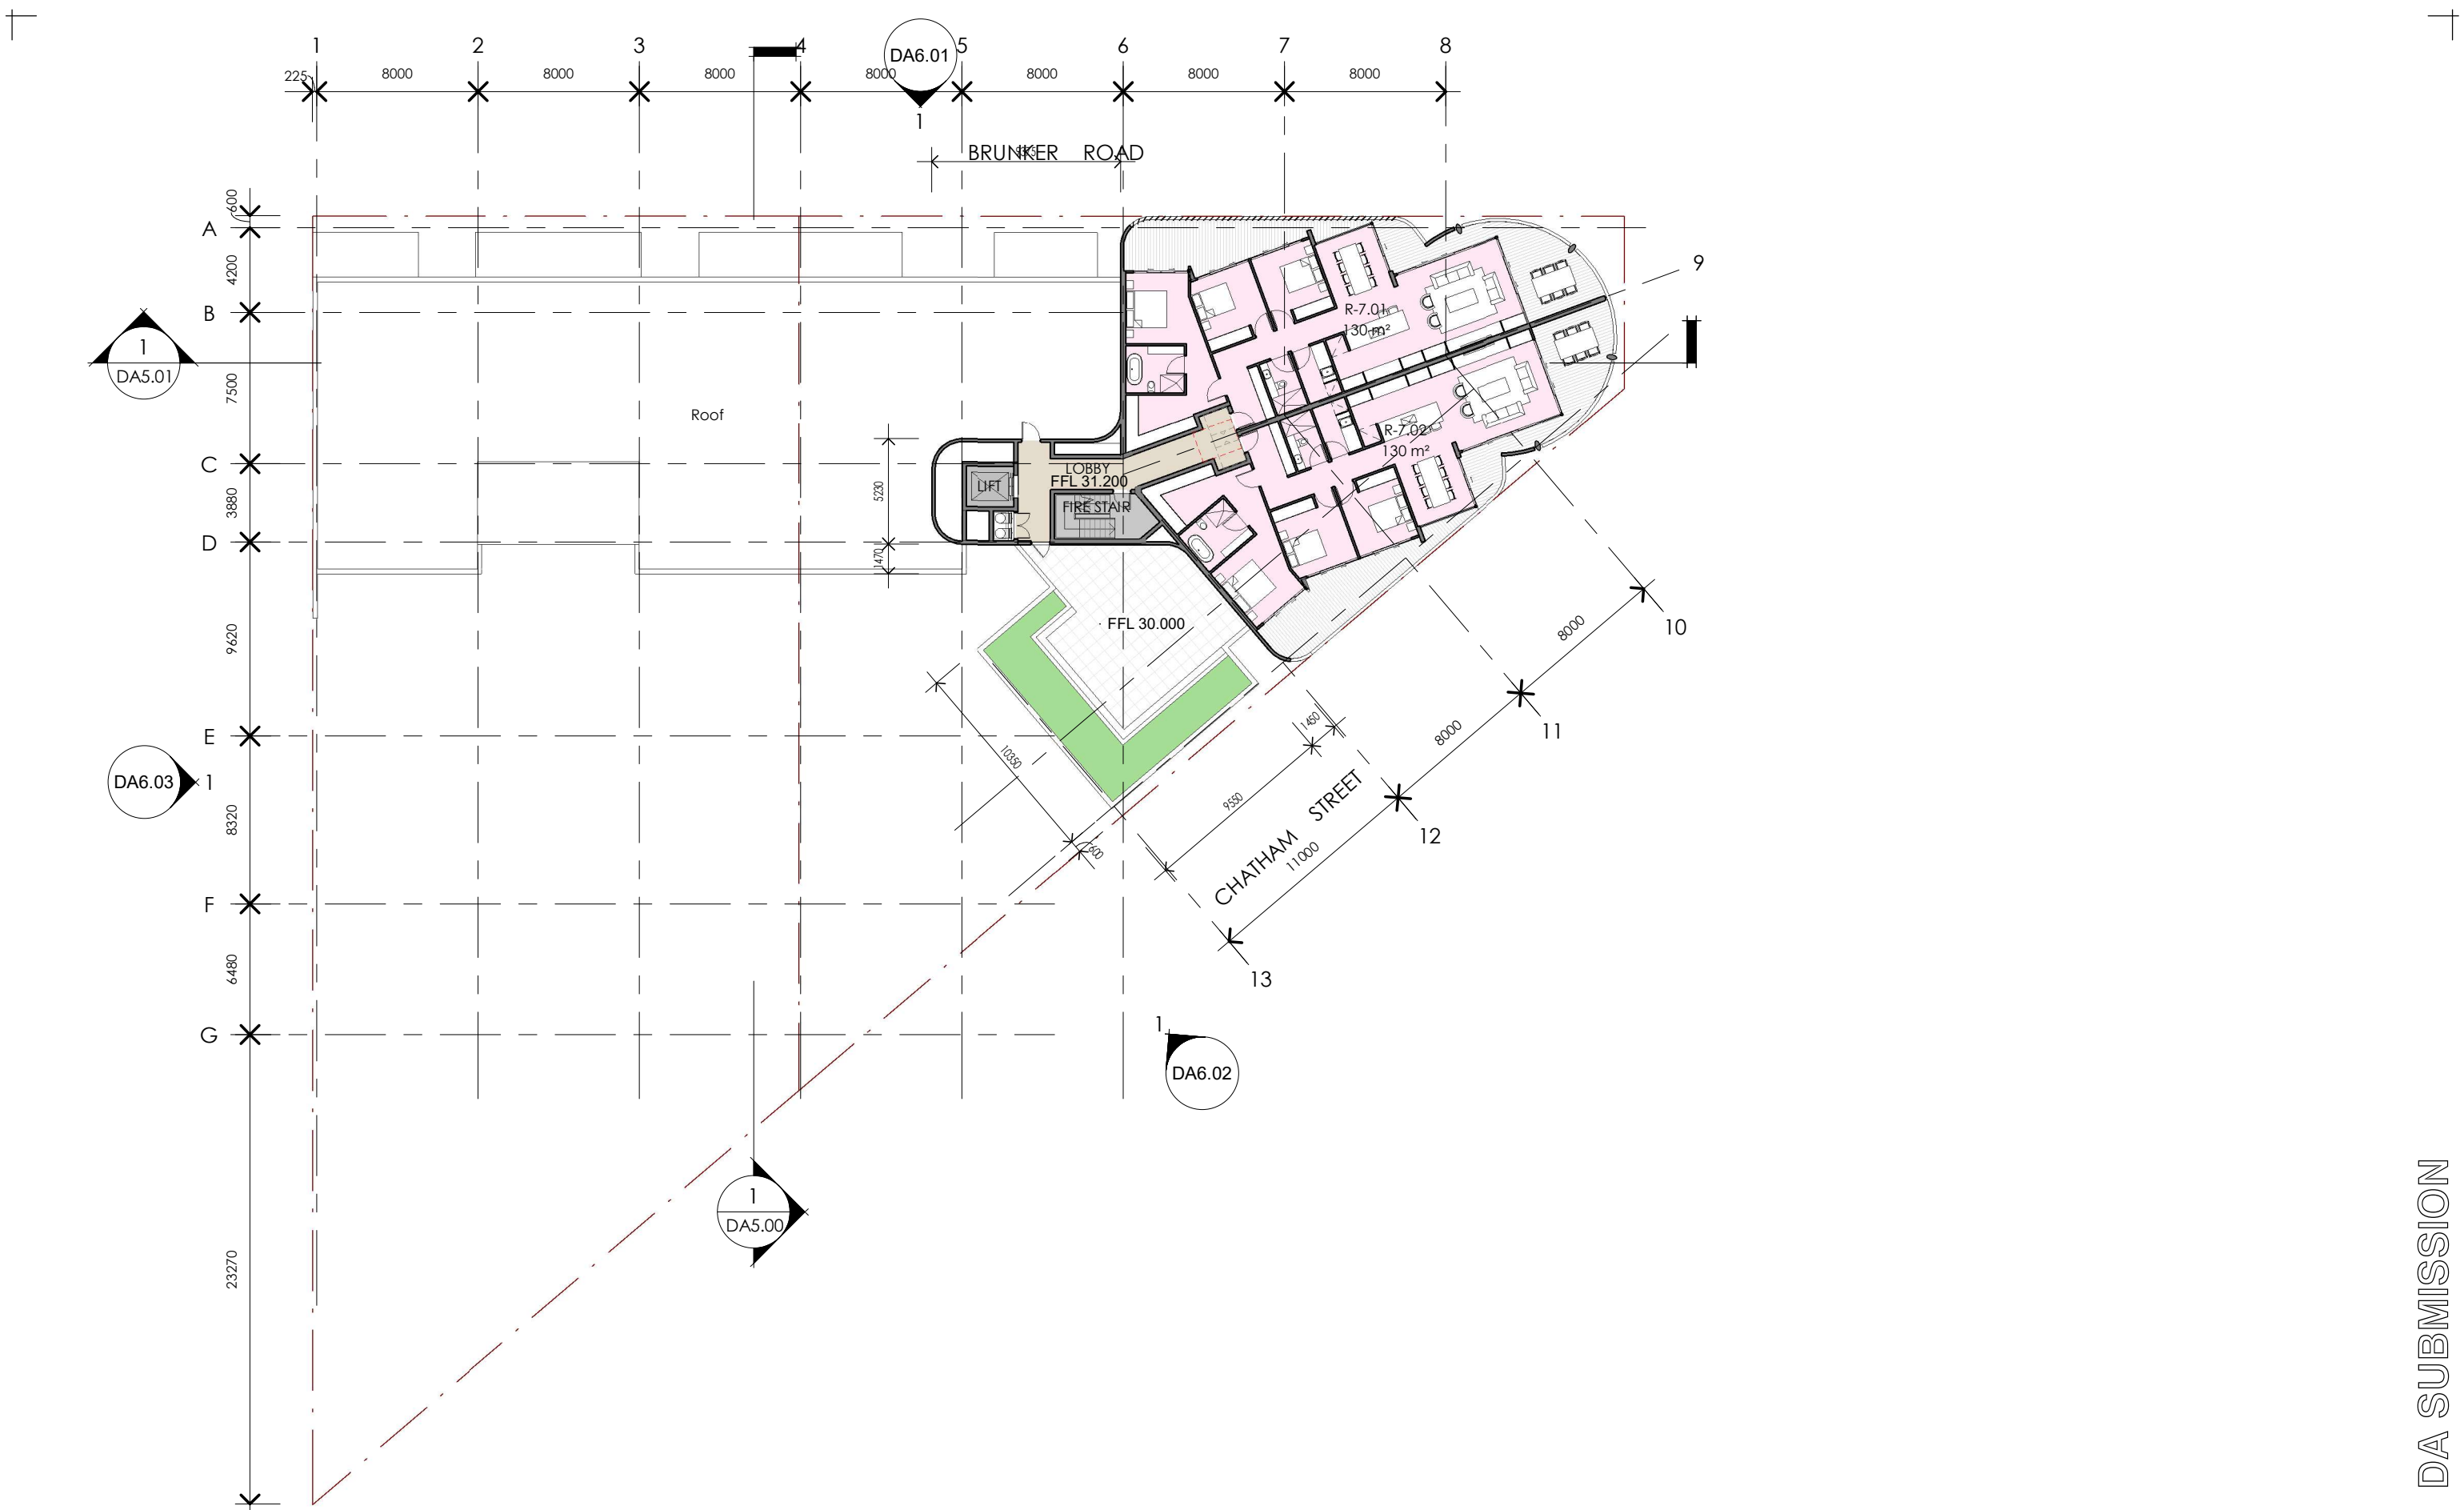 1 2 3 4 5 6 7 8
225 8000 8000 8000 8000 8000 8000 8000
DA6.01
1
BRUNKER ROAD
600
A
4200
B
7500
C
3880
D
9620
E
8320
F
6480
G
23270
1
DA5.01
DA6.03
1
Roof
R-7.01
130 m²
R-7.02
130 m²
9
LOBBY
FFL 31.200
LIFT
FIRE STAIR
5230
1470
FFL 30.000
10350
600
9550
1450
8000
8000
11000
10
11
12
13
CHATHAM STREET
1
DA6.02
1
DA5.00
DA SUBMISSION